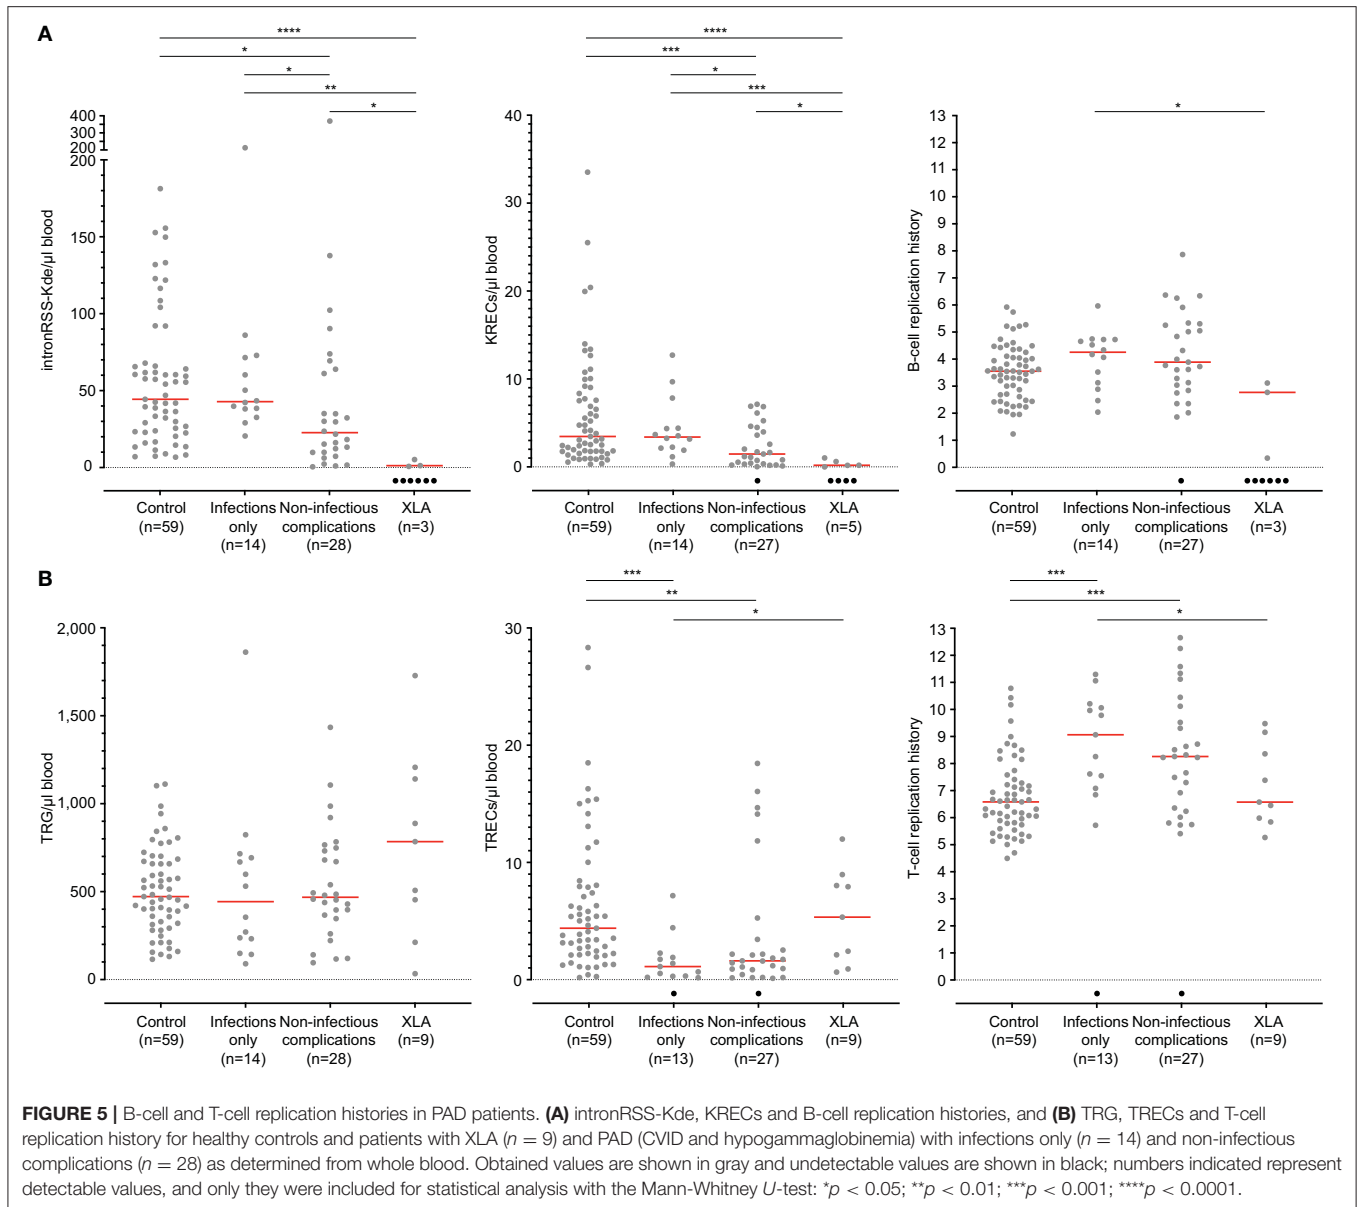 A
****
*
*
**
*
intronRSS-Kde/µl blood
400
300
200
200
150
100
50
0
Control
(n=59)
Infections
only
(n=14)
Non-infectious
complications
(n=28)
XLA
(n=3)
****
***
*
***
*
KRECs/µl blood
40
30
20
10
0
Control
(n=59)
Infections
only
(n=14)
Non-infectious
complications
(n=27)
XLA
(n=5)
*
B-cell replication history
13
12
11
10
9
8
7
6
5
4
3
2
1
0
Control
(n=59)
Infections
only
(n=14)
Non-infectious
complications
(n=27)
XLA
(n=3)
B
TRG/µl blood
2,000
1,500
1,000
500
0
Control
(n=59)
Infections
only
(n=14)
Non-infectious
complications
(n=28)
XLA
(n=9)
***
**
*
TRECs/µl blood
30
20
10
0
Control
(n=59)
Infections
only
(n=13)
Non-infectious
complications
(n=27)
XLA
(n=9)
***
***
*
T-cell replication history
13
12
11
10
9
8
7
6
5
4
3
2
1
0
Control
(n=59)
Infections
only
(n=13)
Non-infectious
complications
(n=27)
XLA
(n=9)
FIGURE 5 | B-cell and T-cell replication histories in PAD patients. (A) intronRSS-Kde, KRECs and B-cell replication histories, and (B) TRG, TRECs and T-cell
replication history for healthy controls and patients with XLA (n = 9) and PAD (CVID and hypogammaglobinemia) with infections only (n = 14) and non-infectious
complications (n = 28) as determined from whole blood. Obtained values are shown in gray and undetectable values are shown in black; numbers indicated represent
detectable values, and only they were included for statistical analysis with the Mann-Whitney U-test: *p < 0.05; **p < 0.01; ***p < 0.001; ****p < 0.0001.